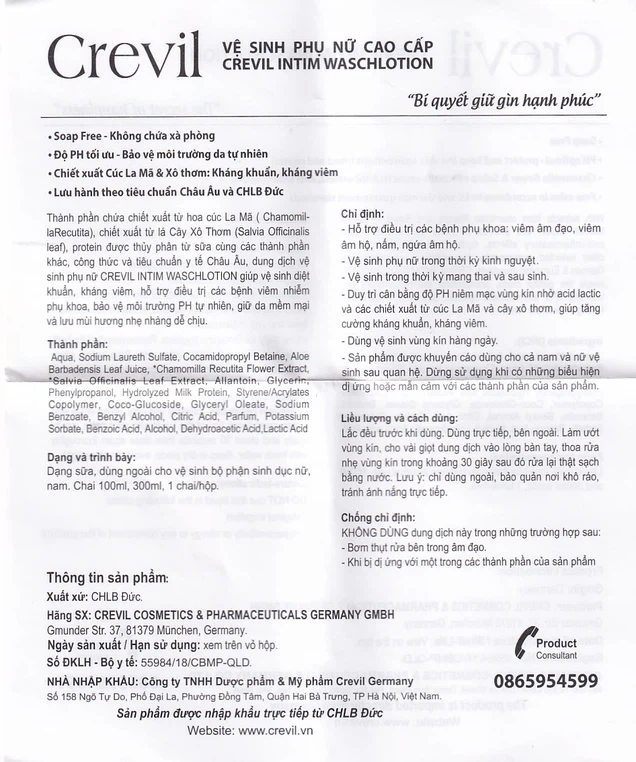 Crevil
VỆ SINH PHỤ NỮ CAO CẤP
CREVIL INTIM WASCHLOTION
“Bí quyết giữ gìn hạnh phúc”
• Soap Free - Không chứa xà phòng
• Độ PH tối ưu - Bảo vệ môi trường da tự nhiên
• Chiết xuất Cúc La Mã & Xô thơm: Kháng khuẩn, kháng viêm
• Lưu hành theo tiêu chuẩn Châu Âu và CHLB Đức
Thành phần chứa chiết xuất từ hoa cúc La Mã ( Chamomil-
laRecutita), chiết xuất từ lá Cây Xô Thơm (Salvia Officinalis
leaf), protein được thủy phân từ sữa cùng các thành phần
khác, công thức và tiêu chuẩn y tế Châu Âu, dung dịch vệ
sinh phụ nữ CREVIL INTIM WASCHLOTION giúp vệ sinh diệt
khuẩn, kháng viêm, hỗ trợ điều trị các bệnh viêm nhiễm
phụ khoa, bảo vệ môi trường PH tự nhiên, giữ da mềm mại
và lưu mùi hương nhẹ nhàng dễ chịu.
Thành phần:
Aqua, Sodium Laureth Sulfate, Cocamidopropyl Betaine, Aloe
Barbadensis Leaf Juice, *Chamomilla Recutita Flower Extract,
*Salvia Officinalis Leaf Extract, Allantoin, Glycerin,
Phenylpropanol, Hydrolyzed Milk Protein, Styrene/Acrylates
Copolymer, Coco-Glucoside, Glyceryl Oleate, Sodium
Benzoate, Benzyl Alcohol, Citric Acid, Parfum, Potassium
Sorbate, Benzoic Acid, Alcohol, Dehydroacetic Acid,Lactic Acid
Dạng và trình bày:
Dạng sữa, dùng ngoài cho vệ sinh bộ phận sinh dục nữ,
nam. Chai 100ml, 300ml, 1 chai/hộp.
Chỉ định:
- Hỗ trợ điều trị các bệnh phụ khoa: viêm âm đạo, viêm
âm hộ, nấm, ngứa âm hộ.
- Vệ sinh phụ nữ trong thời kỳ kinh nguyệt.
- Vệ sinh trong thời kỳ mang thai và sau sinh.
- Duy trì cân bằng độ PH niêm mạc vùng kín nhờ acid lactic
và các chiết xuất từ cúc La Mã và cây xô thơm, giúp tăng
cường kháng khuẩn, kháng viêm.
- Dùng vệ sinh vùng kín hàng ngày.
- Sản phẩm được khuyến cáo dùng cho cả nam và nữ vệ
sinh sau quan hệ. Dừng sử dụng khi có những biểu hiện
dị ứng hoặc mẫn cảm với các thành phần của sản phẩm.
Liều lượng và cách dùng:
Lắc đều trước khi dùng. Dùng trực tiếp, bên ngoài. Làm ướt
vùng kín, cho vài giọt dung dịch vào lòng bàn tay, thoa rửa
nhẹ vùng kín trong khoảng 30 giây sau đó rửa lại thật sạch
bằng nước. Lưu ý: chỉ dùng ngoài, bảo quản nơi khô ráo,
tránh ánh nắng trực tiếp.
Chống chỉ định:
KHÔNG DÙNG dung dịch này trong những trường hợp sau:
- Bơm thụt rửa bên trong âm đạo.
- Khi bị dị ứng với một trong các thành phần của sản phẩm
Thông tin sản phẩm:
Xuất xứ: CHLB Đức.
Hãng SX: CREVIL COSMETICS & PHARMACEUTICALS GERMANY GMBH
Gmunder Str. 37, 81379 München, Germany.
Ngày sản xuất / Hạn sử dụng: xem trên vỏ hộp.
Số ĐKLH - Bộ y tế: 55984/18/CBMP-QLD.
NHÀ NHẬP KHẨU: Công ty TNHH Dược phẩm & Mỹ phẩm Crevil Germany
Số 158 Ngõ Tự Do, Phố Đại La, Phường Đồng Tâm, Quận Hai Bà Trưng, TP Hà Nội, Việt Nam.
Sản phẩm được nhập khẩu trực tiếp từ CHLB Đức
Website: www.crevil.vn
Product
Consultant
0865954599